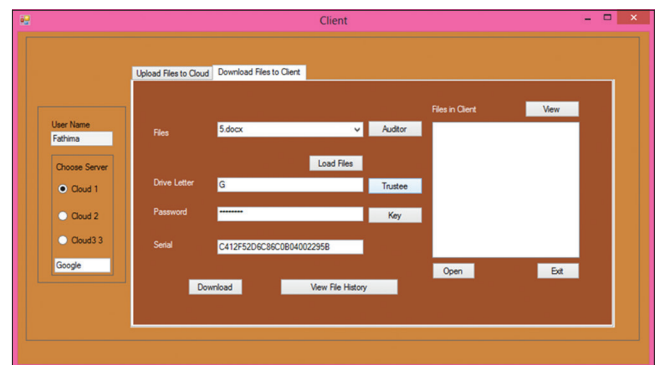 Client
Upload Files to Cloud
Download Files to Client
User Name
Fathima
Choose Server
Cloud 1
Cloud 2
Cloud3 3
Google
Files
5.docx
Auditor
Load Files
Drive Letter
G
Trustee
Password
********
Key
Serial
C412F52D6C86C0B04002295B
Download
View File History
Files in Client
View
Open
Exit